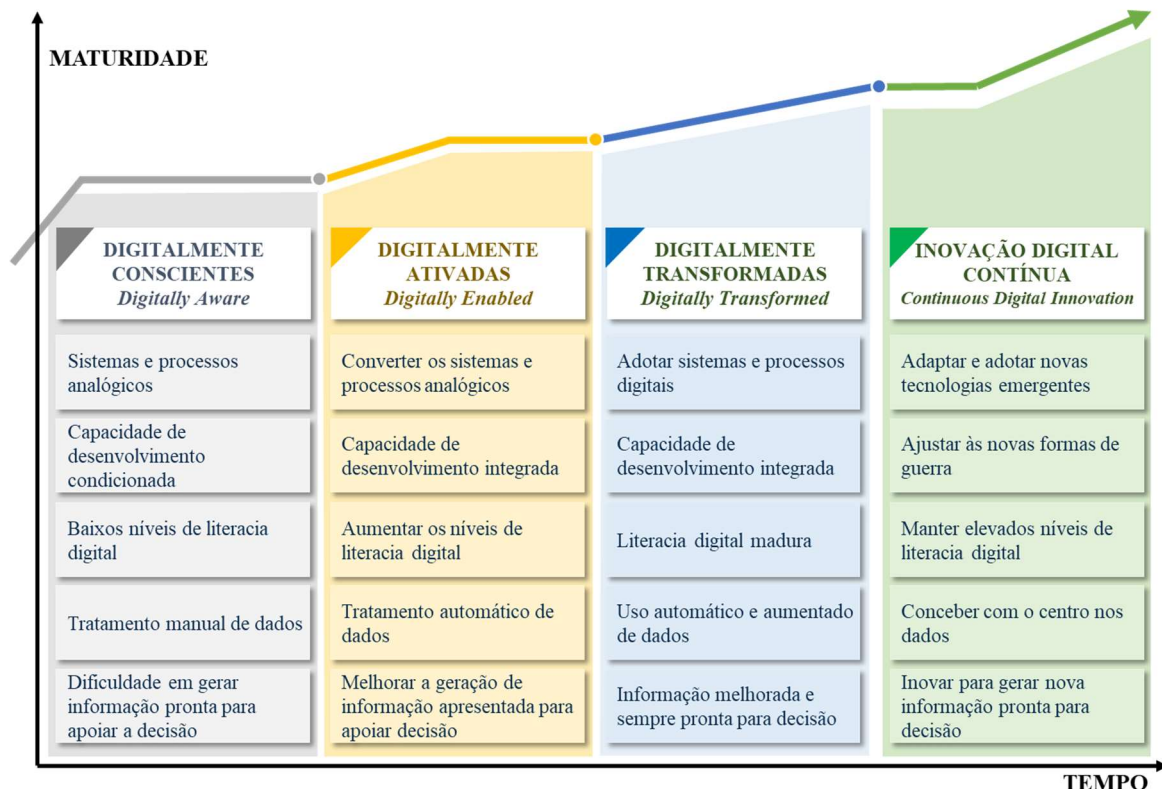 MATURIDADE
DIGITALMENTE
CONSCIENTES
Digitally Aware
Sistemas e processos
analógicos
Capacidade de
desenvolvimento
condicionada
Baixos níveis de literacia
digital
Tratamento manual de dados
Dificuldade em gerar
informação pronta para
apoiar a decisão
DIGITALMENTE
ATIVADAS
Digitally Enabled
Converter os sistemas e
processos analógicos
Capacidade de
desenvolvimento integrada
Aumentar os níveis de
literacia digital
Tratamento automático de
dados
Melhorar a geração de
informação apresentada para
apoiar decisão
DIGITALMENTE
TRANSFORMADAS
Digitally Transformed
Adotar sistemas e processos
digitais
Capacidade de
desenvolvimento integrada
Literacia digital madura
Uso automático e aumentado
de dados
Informação melhorada e
sempre pronta para decisão
INOVAÇÃO DIGITAL
CONTÍNUA
Continuous Digital Innovation
Adaptar e adotar novas
tecnologias emergentes
Ajustar às novas formas de
guerra
Manter elevados níveis de
literacia digital
Conceber com o centro nos
dados
Inovar para gerar nova
informação pronta para
decisão
TEMPO